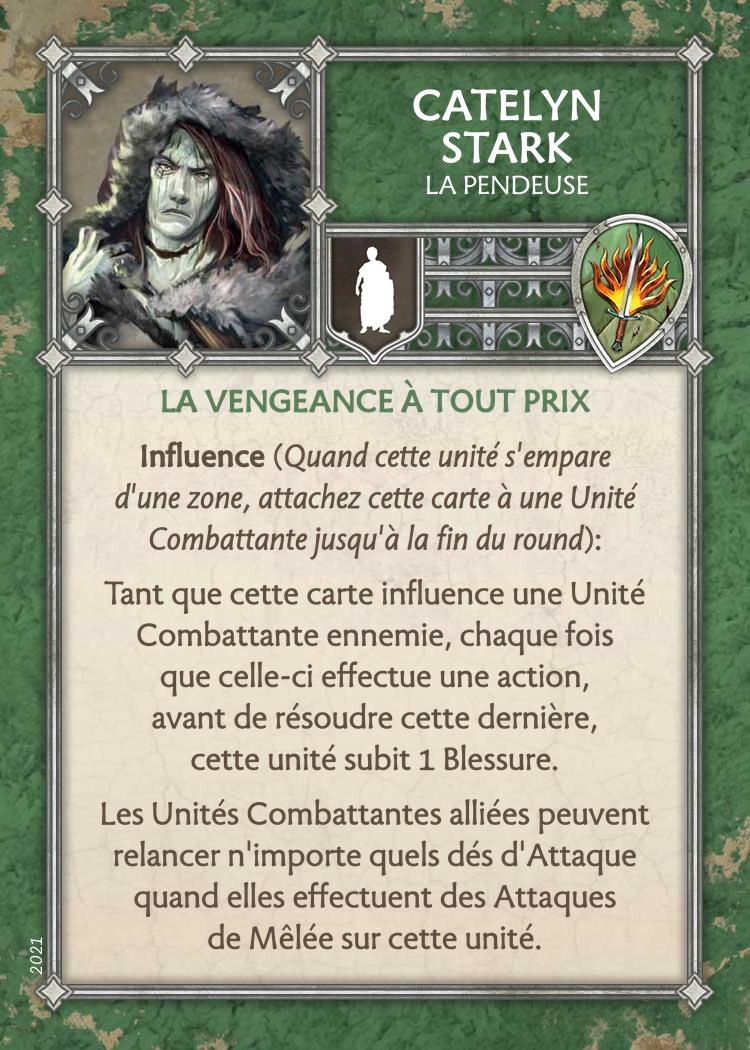 CATELYN
STARK
LA PENDEUSE
LA VENGEANCE À TOUT PRIX
Influence (Quand cette unité s'empare
d'une zone, attachez cette carte à une Unité
Combattante jusqu'à la fin du round):
Tant que cette carte influence une Unité
Combattante ennemie, chaque fois
que celle-ci effectue une action,
avant de résoudre cette dernière,
cette unité subit 1 Blessure.
Les Unités Combattantes alliées peuvent
relancer n'importe quels dés d'Attaque
quand elles effectuent des Attaques
de Mêlée sur cette unité.
2021